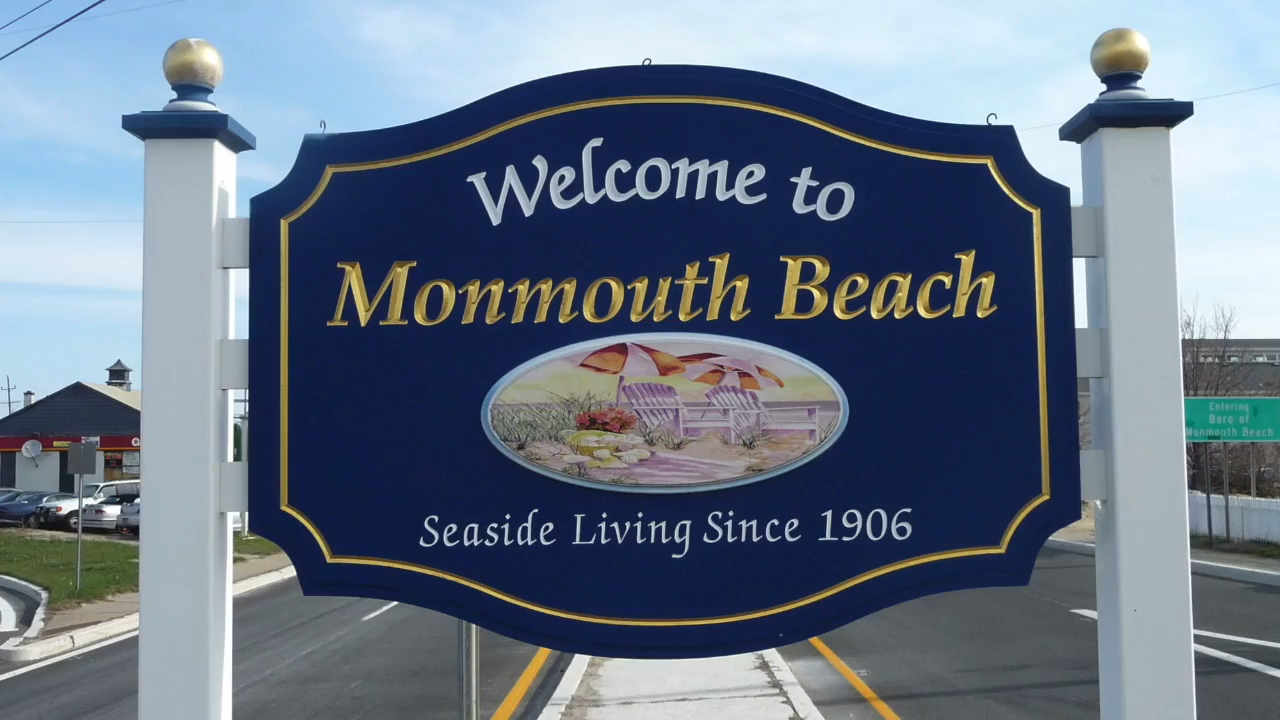 Welcome to
Monmouth Beach
Seaside Living Since 1906
Entering
Boro of
Monmouth Beach